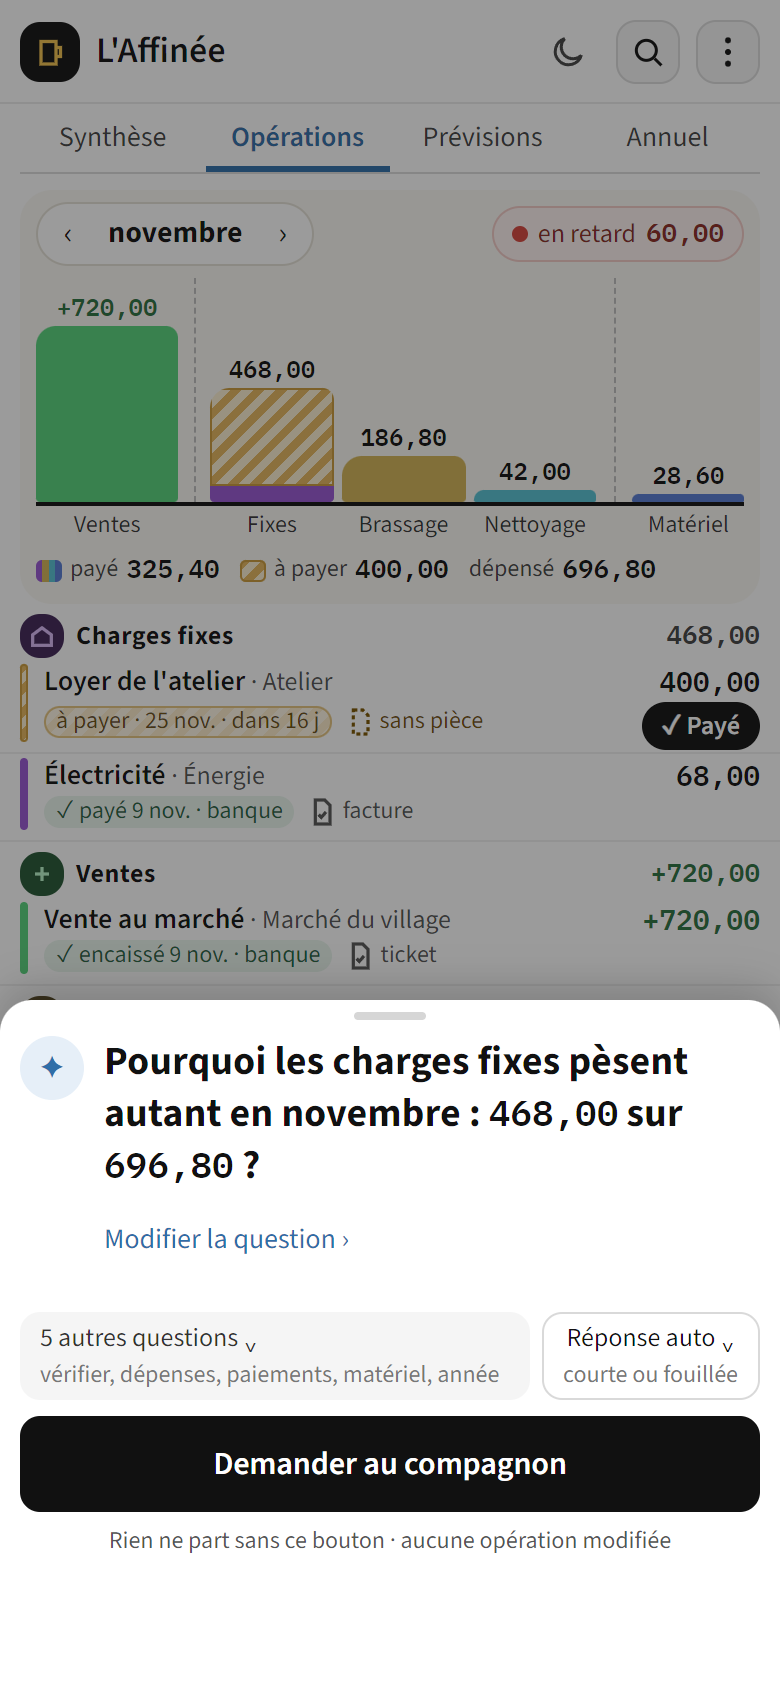 L'Affinée
Synthèse Opérations Prévisions Annuel
‹ novembre › en retard 60,00
+720,00
468,00
186,80
42,00
28,60
Ventes Fixes Brassage Nettoyage Matériel
payé 325,40 à payer 400,00 dépensé 696,80
Charges fixes 468,00
Loyer de l'atelier · Atelier 400,00
à payer · 25 nov. · dans 16 j sans pièce ✓ Payé
Électricité · Énergie 68,00
✓ payé 9 nov. · banque facture
Ventes +720,00
Vente au marché · Marché du village +720,00
✓ encaissé 9 nov. · banque ticket
Pourquoi les charges fixes pèsent
autant en novembre : 468,00 sur
696,80 ?
Modifier la question ›
5 autres questions
vérifier, dépenses, paiements, matériel, année
Réponse auto
courte ou fouillée
Demander au compagnon
Rien ne part sans ce bouton · aucune opération modifiée